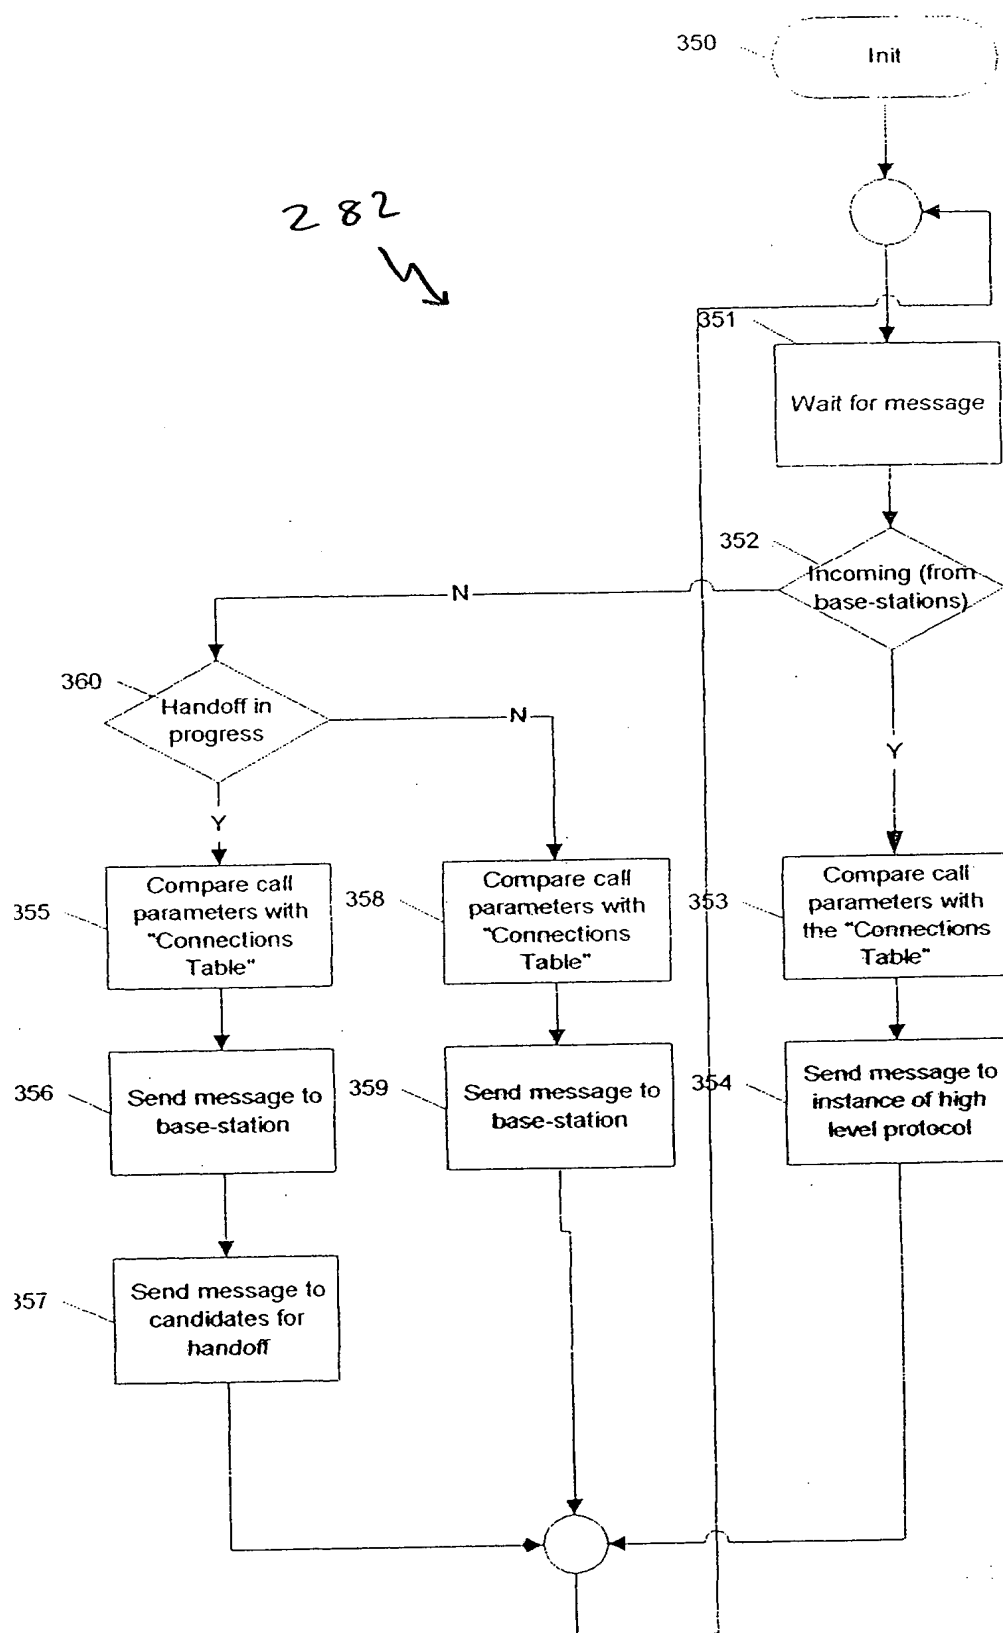 350
Init
282
351
Wait for message
352
Incoming (from
base-stations)
N
360
Handoff in
progress
N
Y
Y
355
Compare call
parameters with
"Connections
Table"
358
Compare call
parameters with
"Connections
Table"
353
Compare call
parameters with
the "Connections
Table"
356
Send message to
base-station
359
Send message to
base-station
354
Send message to
instance of high
level protocol
357
Send message to
candidates for
handoff